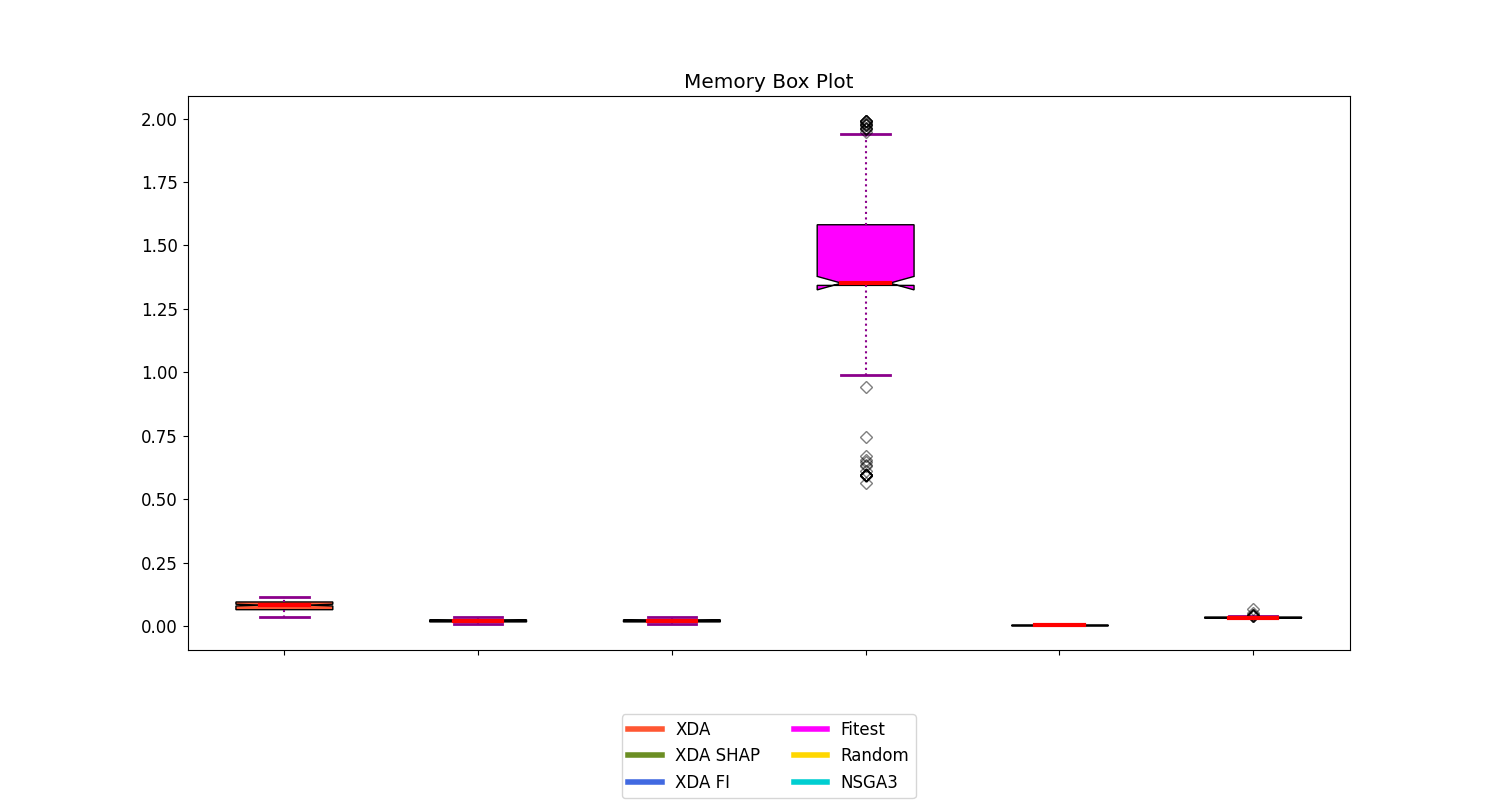 Memory Box Plot
2.00
1.75
1.50
1.25
1.00
0.75
0.50
0.25
0.00
XDA
XDA SHAP
XDA FI
Fitest
Random
NSGA3